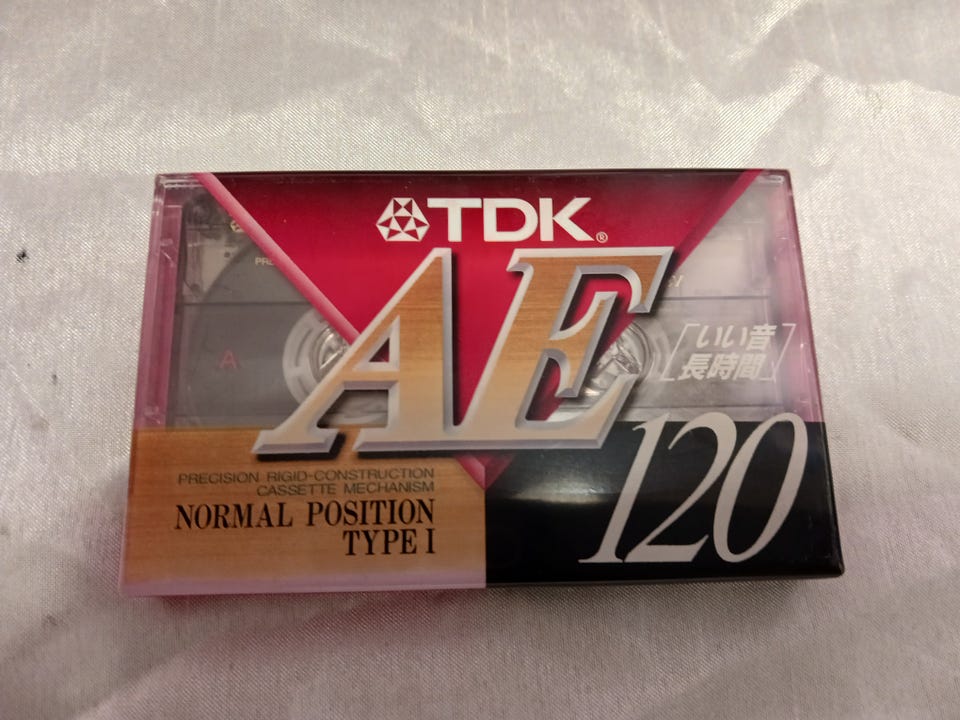 TDK®
AE
A
いい音
長時間
120
PRECISION RIGID-CONSTRUCTION
CASSETTE MECHANISM
NORMAL POSITION
TYPE I